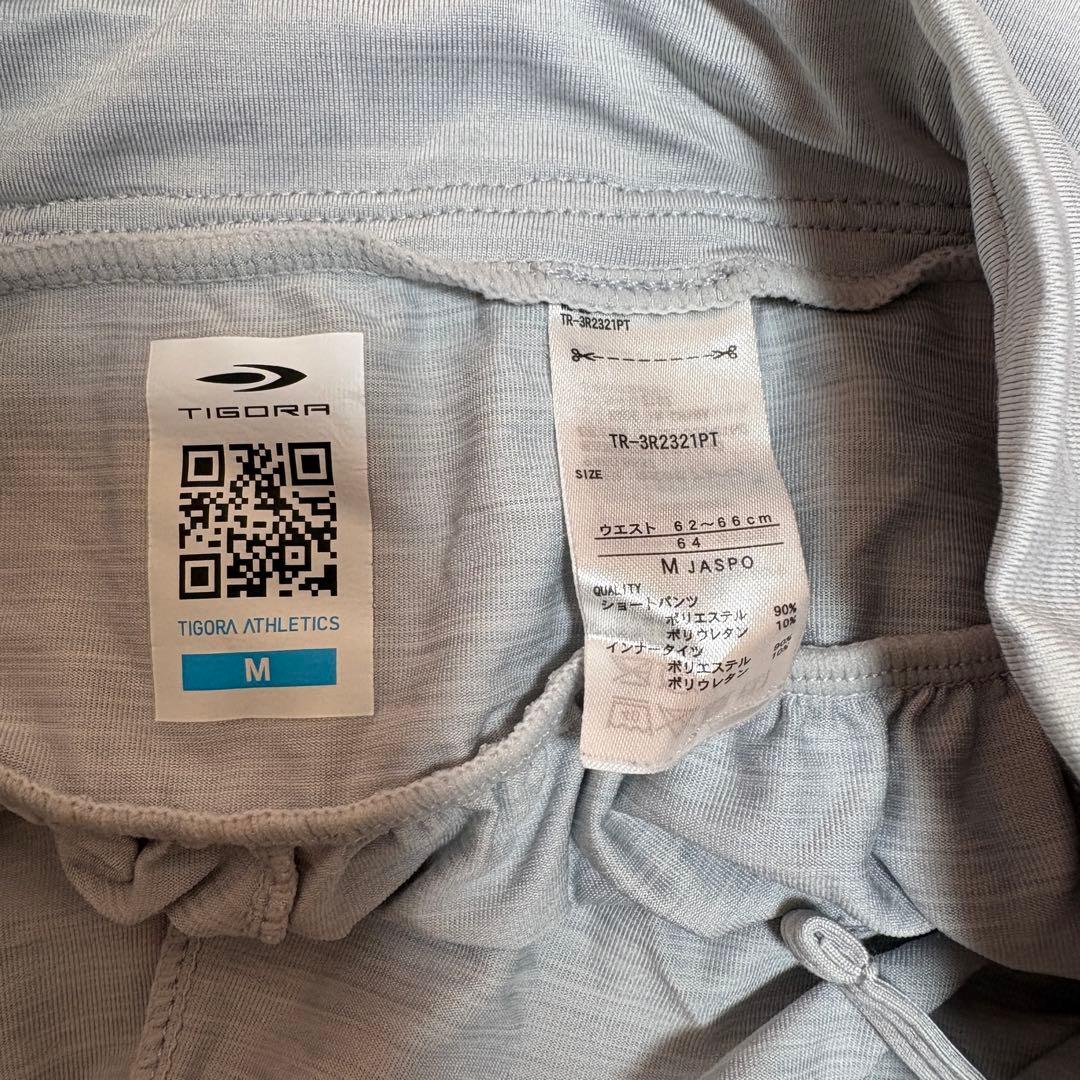 TIGORA
TIGORA ATHLETICS
M
TR-3R2321PT
TR-3R2321PT
SIZE
ウエスト 62～66cm
64
M JASPO
QUALITY
ショートパンツ
ポリエステル 90%
ポリウレタン 10%
インナータイツ
ポリエステル 90%
ポリウレタン 10%